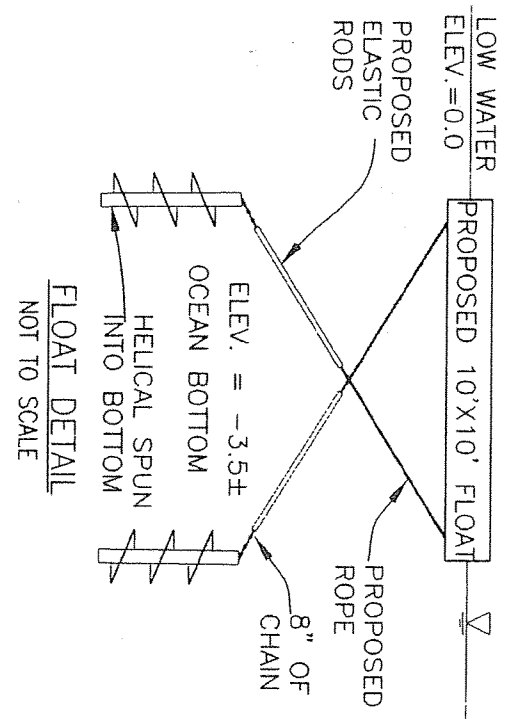 LOW WATER
ELEV.=0.0
PROPOSED 10'X10' FLOAT
PROPOSED
ELASTIC
RODS
PROPOSED
ROPE
8" OF
CHAIN
ELEV. = -3.5±
OCEAN BOTTOM
HELICAL SPUN
INTO BOTTOM
FLOAT DETAIL
NOT TO SCALE